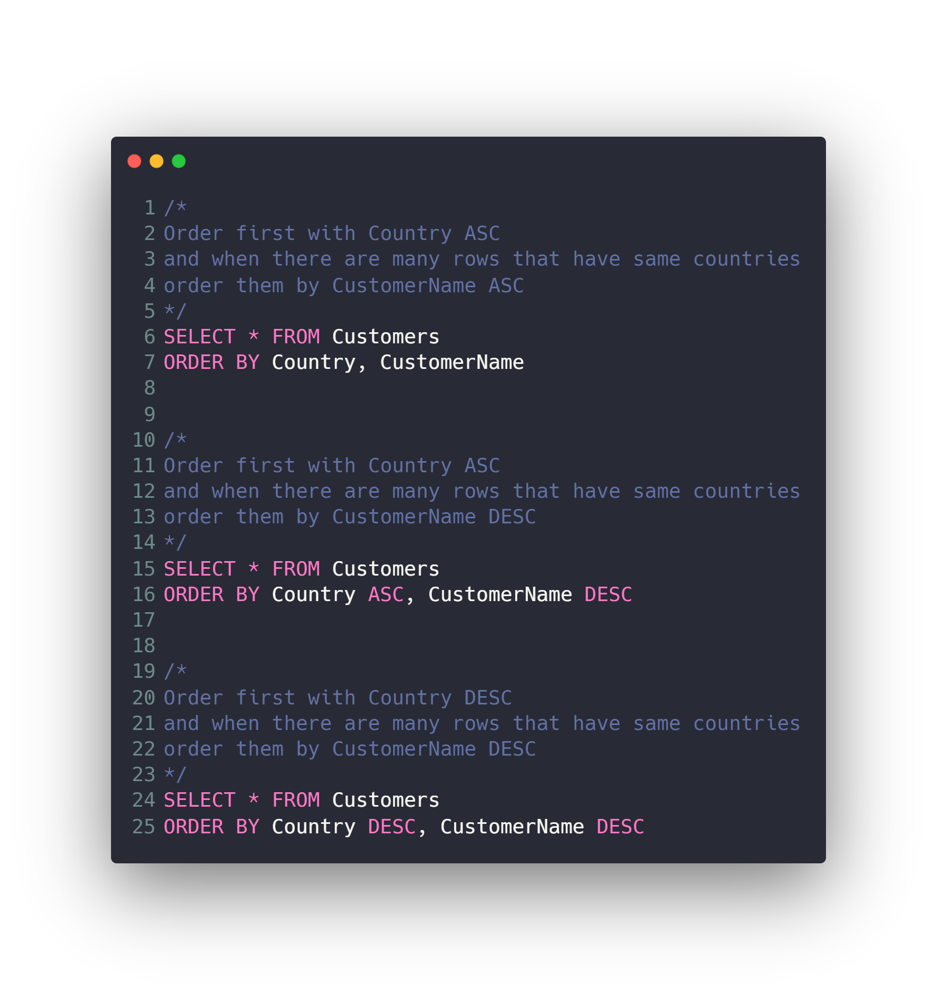 1 /*
2 Order first with Country ASC
3 and when there are many rows that have same countries
4 order them by CustomerName ASC
5 */
6 SELECT * FROM Customers
7 ORDER BY Country, CustomerName
8
9
10 /*
11 Order first with Country ASC
12 and when there are many rows that have same countries
13 order them by CustomerName DESC
14 */
15 SELECT * FROM Customers
16 ORDER BY Country ASC, CustomerName DESC
17
18
19 /*
20 Order first with Country DESC
21 and when there are many rows that have same countries
22 order them by CustomerName DESC
23 */
24 SELECT * FROM Customers
25 ORDER BY Country DESC, CustomerName DESC